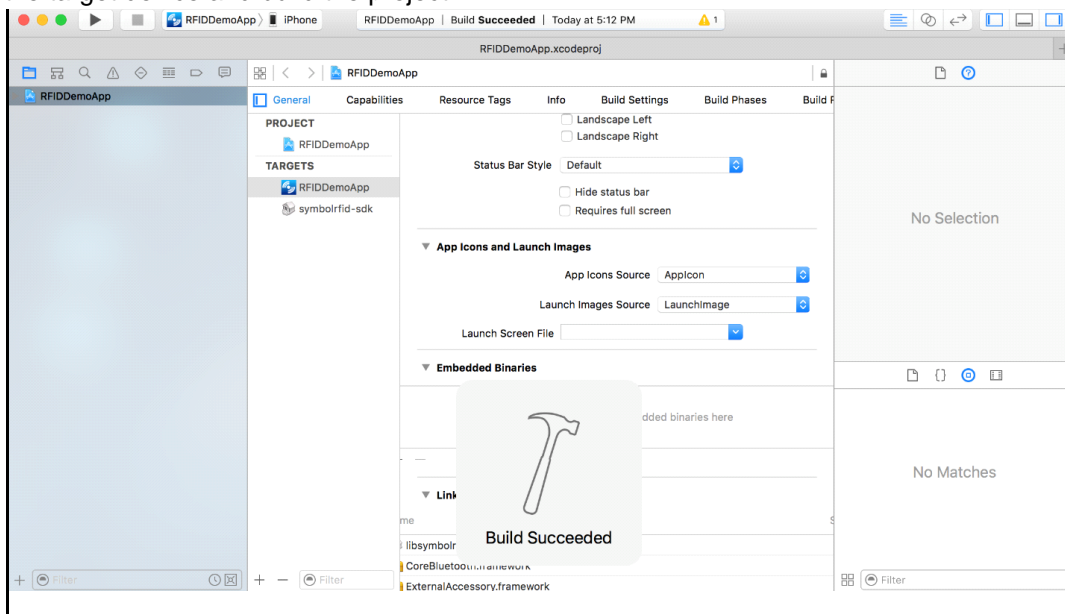 RFIDDemoApp iPhone RFIDDemoApp | Build Succeeded | Today at 5:12 PM 1
RFIDDemoApp.xcodeproj
RFIDDemoApp
RFIDDemoApp
General Capabilities Resource Tags Info Build Settings Build Phases Build
PROJECT
RFIDDemoApp
TARGETS
RFIDDemoApp
symbolrfid-sdk
Landscape Left
Landscape Right
Status Bar Style Default
Hide status bar
Requires full screen
App Icons and Launch Images
App Icons Source AppIcon
Launch Images Source LaunchImage
Launch Screen File
Embedded Binaries
binaries here
Build Succeeded
CoreBluetooth.framework
ExternalAccessory.framework
Filter
Filter
No Selection
No Matches
Filter